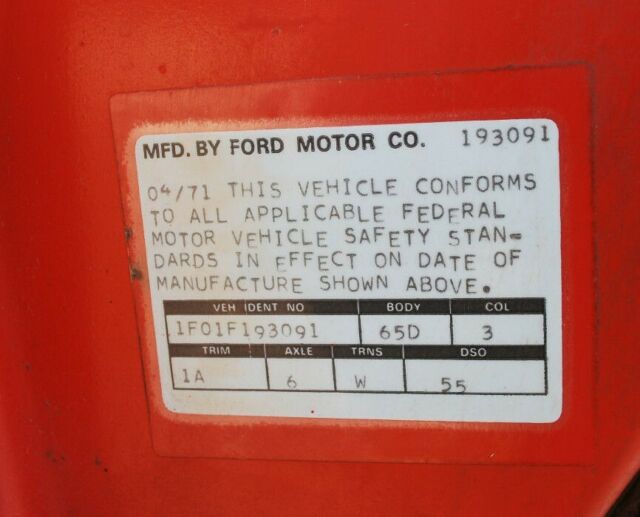 MFD. BY FORD MOTOR CO. 193091
04/71 THIS VEHICLE CONFORMS
TO ALL APPLICABLE FEDERAL
MOTOR VEHICLE SAFETY STAN-
DARDS IN EFFECT ON DATE OF
MANUFACTURE SHOWN ABOVE.
VEH IDENT NO BODY COL
1F01F193091 65D 3
TRIM AXLE TRNS DSO
1A 6 W 55